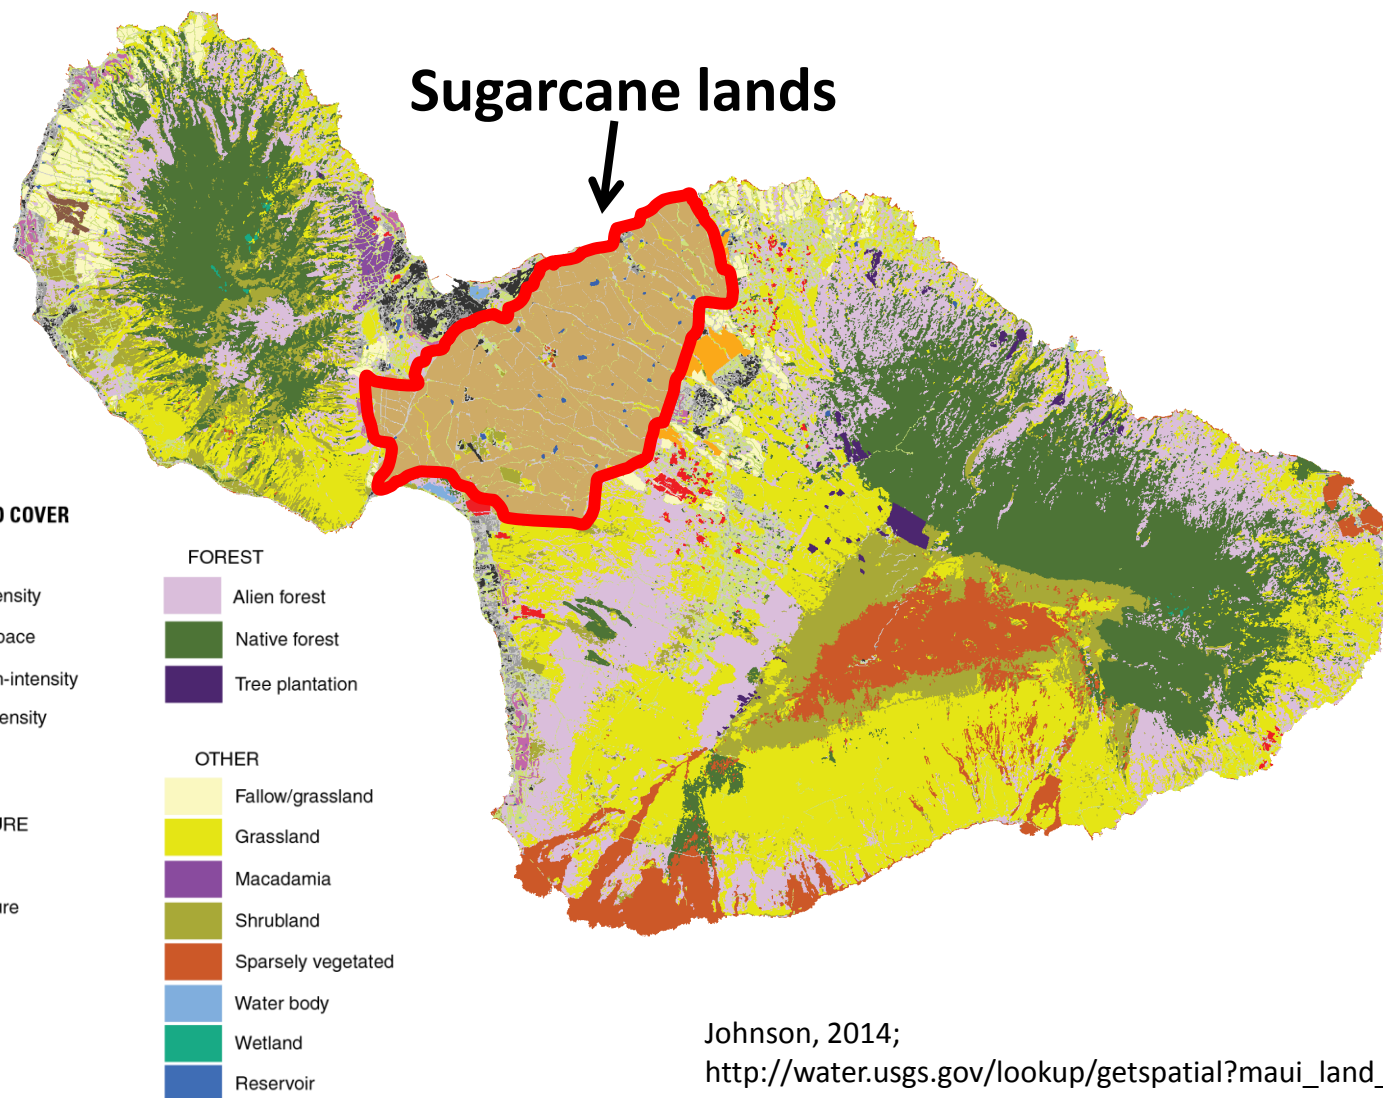 Sugarcane lands
D COVER
ensity
pace
n-intensity
ensity
URE
ure
FOREST
Alien forest
Native forest
Tree plantation
OTHER
Fallow/grassland
Grassland
Macadamia
Shrubland
Sparsely vegetated
Water body
Wetland
Reservoir
Johnson, 2014;
http://water.usgs.gov/lookup/getspatial?maui_land_